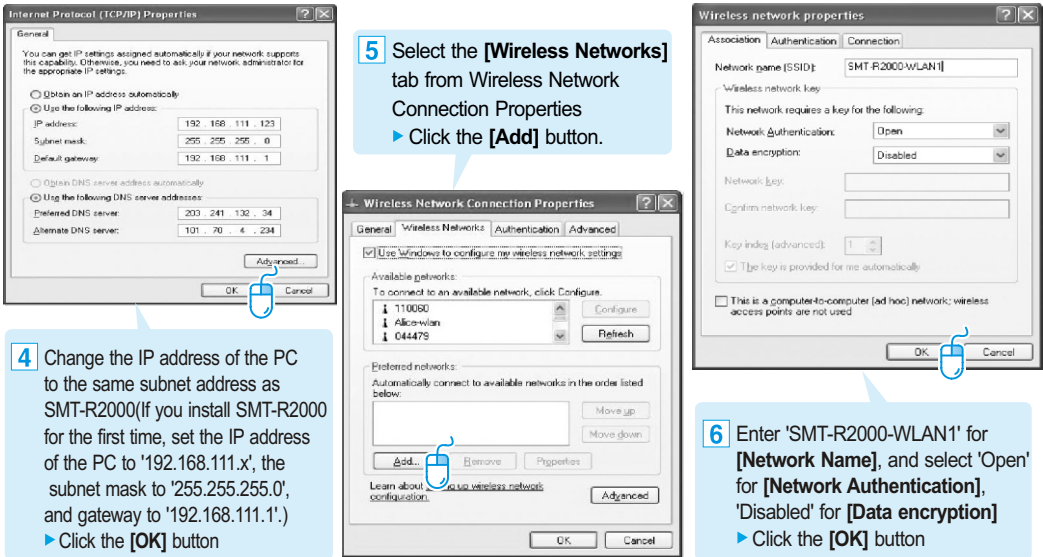 Internet Protocol (TCP/IP) Properties
General
You can get IP settings assigned automatically if your network supports
this capability. Otherwise, you need to ask your network administrator for
the appropriate IP settings.
Obtain an IP address automatically
Use the following IP address:
IP address:
192 . 168 . 111 . 123
Subnet mask:
255 . 255 . 255 . 0
Default gateway:
192 . 168 . 111 . 1
Obtain DNS server address automatically
Using the following DNS server addresses:
Preferred DNS server:
203 . 241 . 132 . 34
Alternate DNS server:
101 . 70 . 4 . 234
Advanced...
OK
Cancel
4 Change the IP address of the PC
to the same subnet address as
SMT-R2000(If you install SMT-R2000
for the first time, set the IP address
of the PC to '192.168.111.x', the
subnet mask to '255.255.255.0',
and gateway to '192.168.111.1'.)
▶ Click the [OK] button
5 Select the [Wireless Networks]
tab from Wireless Network
Connection Properties
▶ Click the [Add] button.
Wireless Network Connection Properties
General
Wireless Networks
Authentication
Advanced
Use Windows to configure my wireless network settings
Available networks:
To connect to an available network, click Configure.
110060
Alice-wlan
044479
Configure
Refresh
Preferred networks:
Automatically connect to available networks in the order listed
below:
Move up
Move down
Add...
Remove
Properties
Learn about up wireless network
configuration.
Advanced
OK
Cancel
Wireless network properties
Association
Authentication
Connection
Network name (SSID):
SMT-R2000-WLAN1
Wireless network key
This network requires a key for the following:
Network Authentication:
Open
Data encryption:
Disabled
Network key:
Confirm network key:
Key index (advanced):
1
The key is provided for me automatically
This is a computer-to-computer (ad hoc) network; wireless
access points are not used
OK
Cancel
6 Enter 'SMT-R2000-WLAN1' for
[Network Name], and select 'Open'
for [Network Authentication],
'Disabled' for [Data encryption]
▶ Click the [OK] button